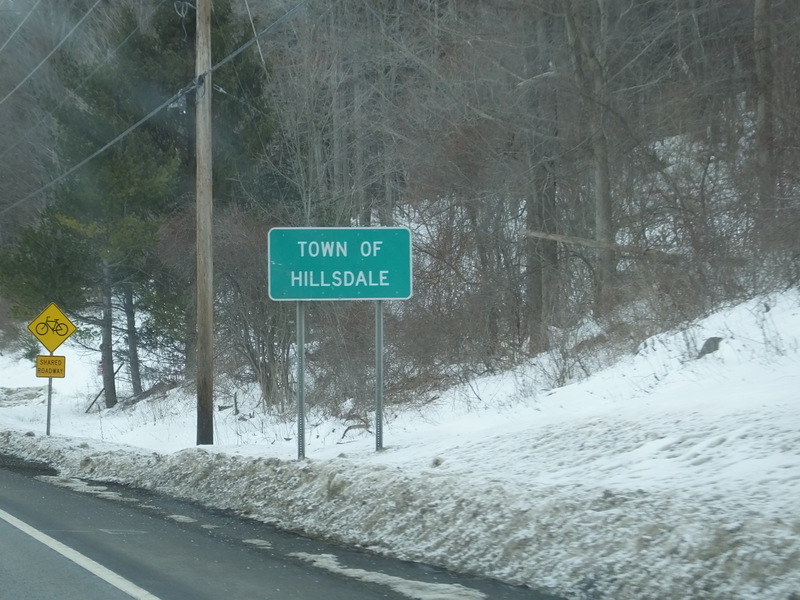 TOWN OF
HILLSDALE
SHARED
ROADWAY